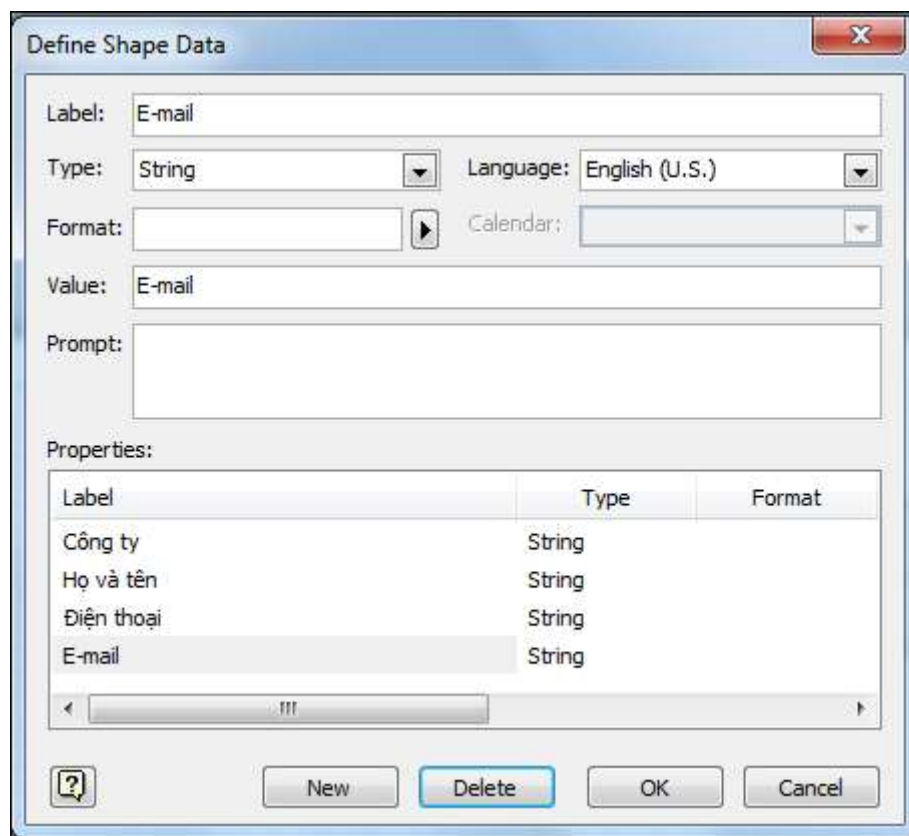 Define Shape Data
Label: E-mail
Type: String Language: English (U.S.)
Format: Calendar:
Value: E-mail
Prompt:
Properties:
Label Type Format
Công ty String
Họ và tên String
Điện thoại String
E-mail String
New Delete OK Cancel